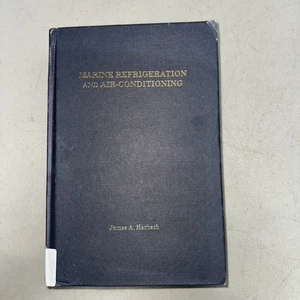 MARINE REFRIGERATION
AND AIR-CONDITIONING
James A. Harbach